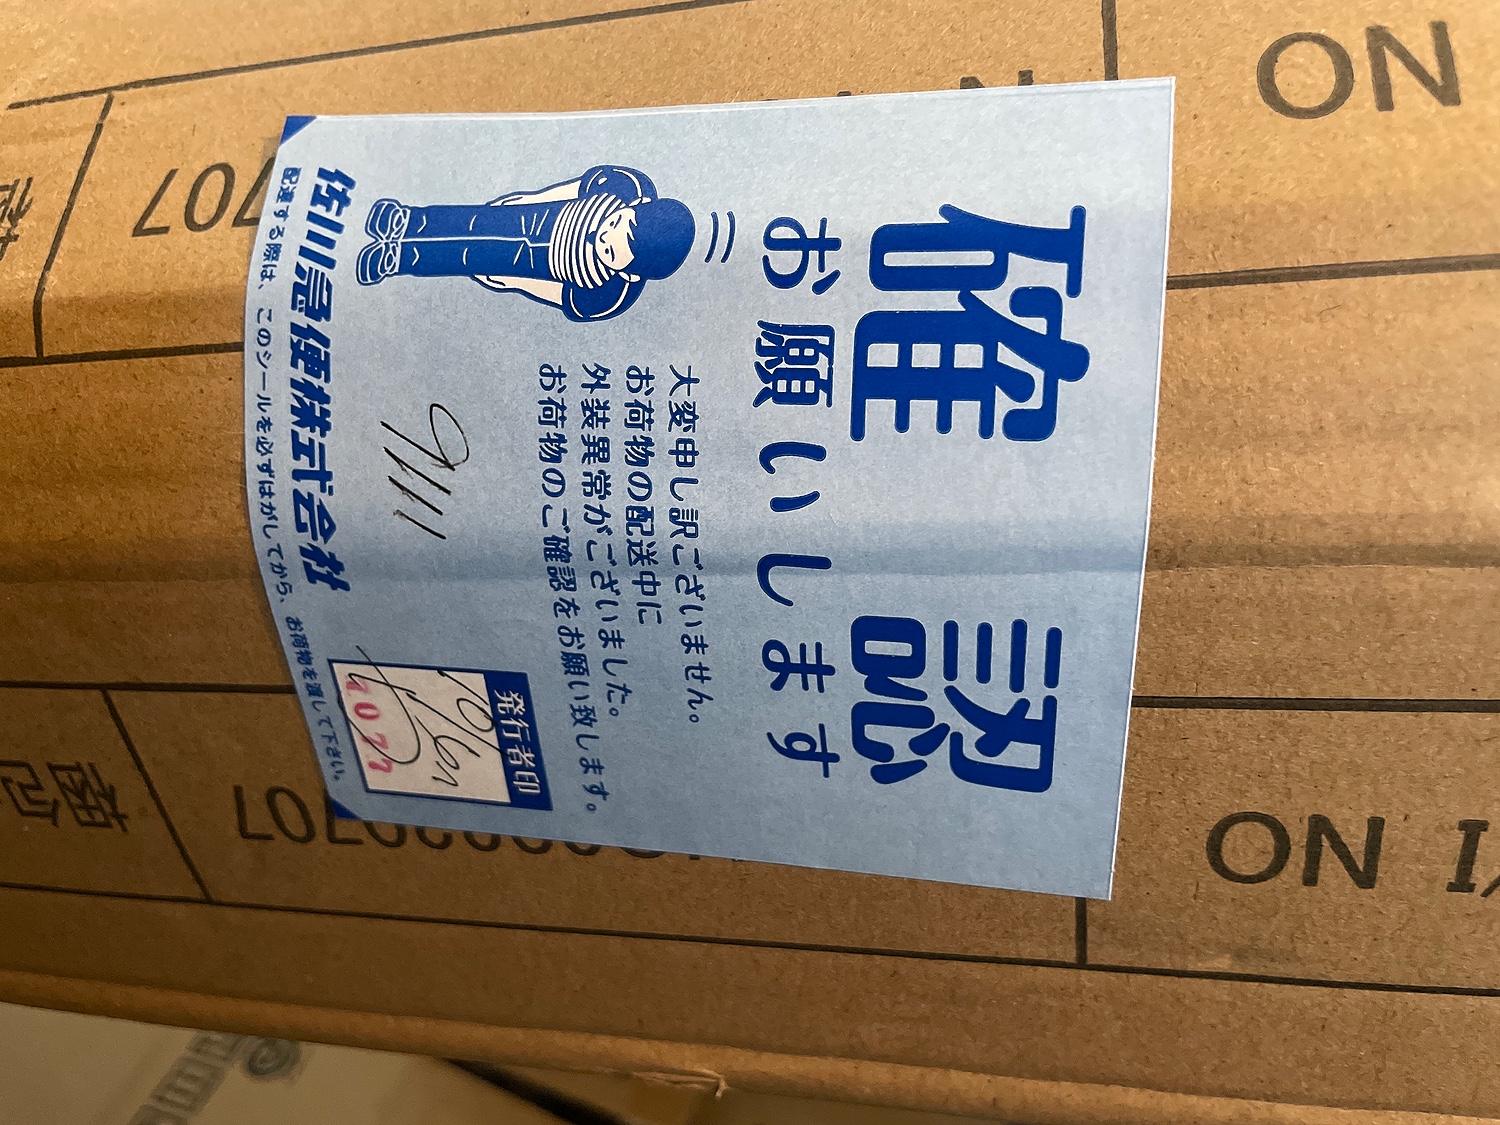 確認
お願いします
大変申し訳ございません。
お荷物の配送中に
外装異常がございました。
お荷物のご確認をお願い致します。
9/11
発行者印
佐川急便株式会社
配達する際は、このシールを必ずはがしてから、お荷物を渡して下さい。
NO
NO
707
0707